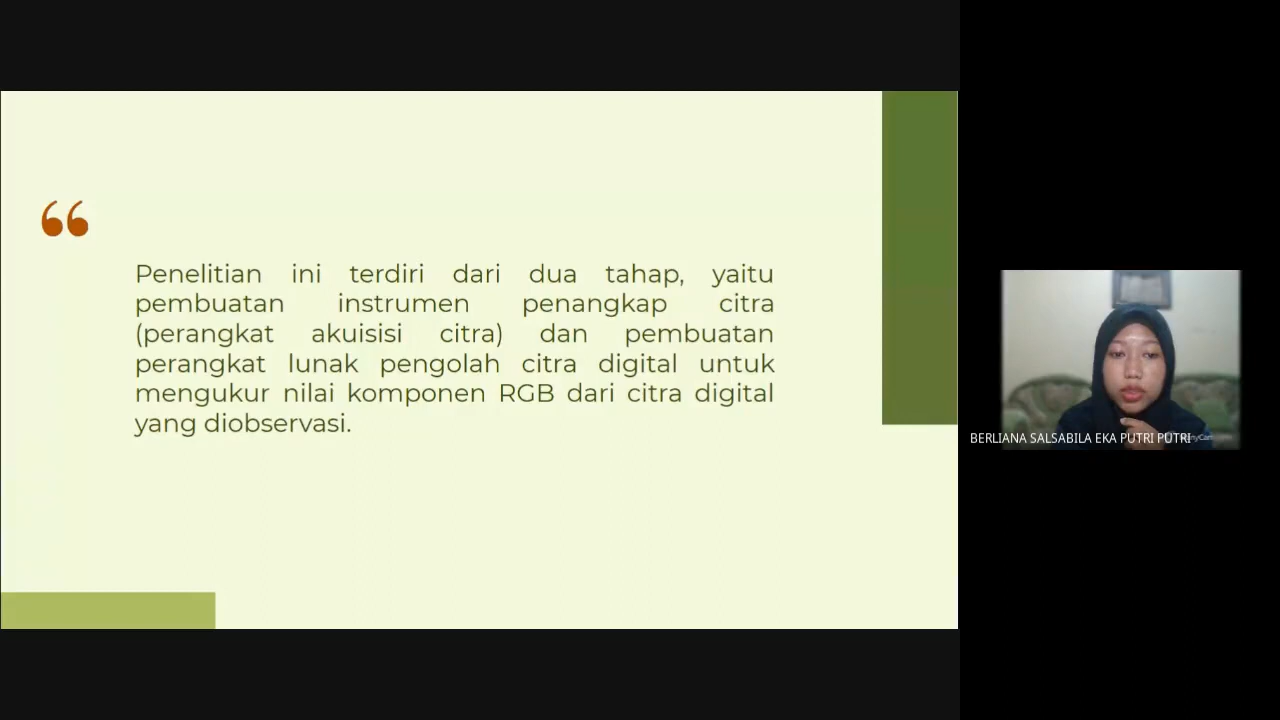 “
Penelitian ini terdiri dari dua tahap, yaitu
pembuatan instrumen penangkap citra
(perangkat akuisisi citra) dan pembuatan
perangkat lunak pengolah citra digital untuk
mengukur nilai komponen RGB dari citra digital
yang diobservasi.
BERLIANA SALSABILA EKA PUTRI PUTRI